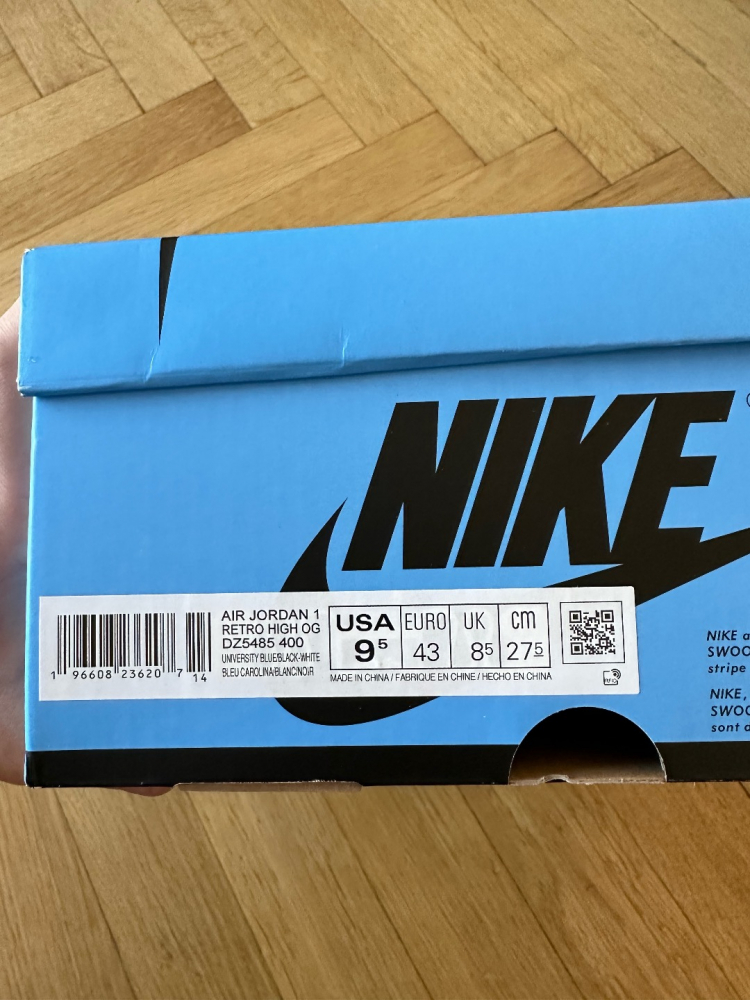 NIKE
AIR JORDAN 1
RETRO HIGH OG
DZ5485 400
UNIVERSITY BLUE/BLACK-WHITE
BLEU CAROLINA/BLANC/NOIR
USA EURO UK cm
9⁵ 43 8⁵ 27⁵
MADE IN CHINA / FABRIQUE EN CHINE / HECHO EN CHINA
1 96608 23620 7 14
RFID
NIKE a
SWOO
stripe
NIKE,
SWOO
sont d